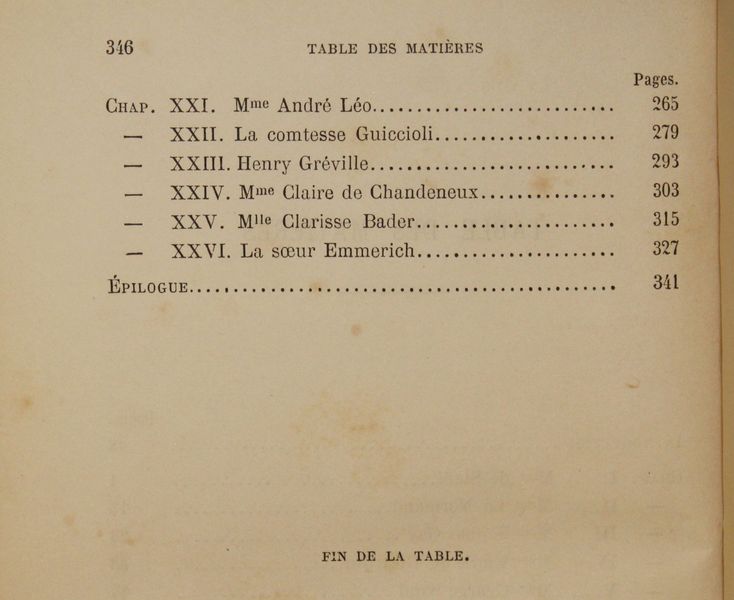 346 TABLE DES MATIÈRES
Pages.
CHAP. XXI. Mme André Léo........................... 265
— XXII. La comtesse Guiccioli.................... 279
— XXIII. Henry Gréville.......................... 293
— XXIV. Mme Claire de Chandeneux............... 303
— XXV. Mlle Clarisse Bader...................... 315
— XXVI. La sœur Emmerich...................... 327
ÉPILOGUE............................................... 341
FIN DE LA TABLE.